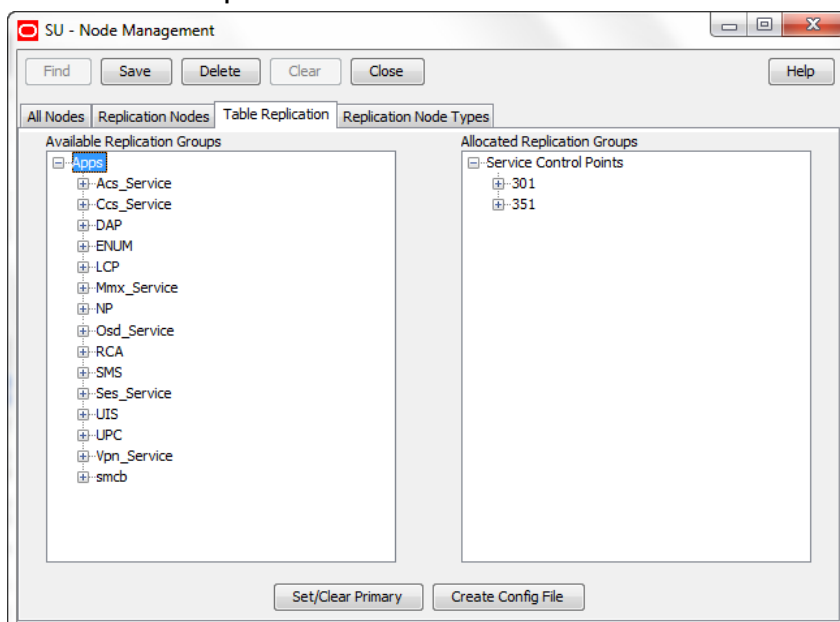 SU - Node Management
Find Save Delete Clear Close Help
All Nodes Replication Nodes Table Replication Replication Node Types
Available Replication Groups
Apps
Acs_Service
Ccs_Service
DAP
ENUM
LCP
Mmx_Service
NP
Osd_Service
RCA
SMS
Ses_Service
UIS
UPC
Vpn_Service
smcb
Allocated Replication Groups
Service Control Points
301
351
Set/Clear Primary Create Config File